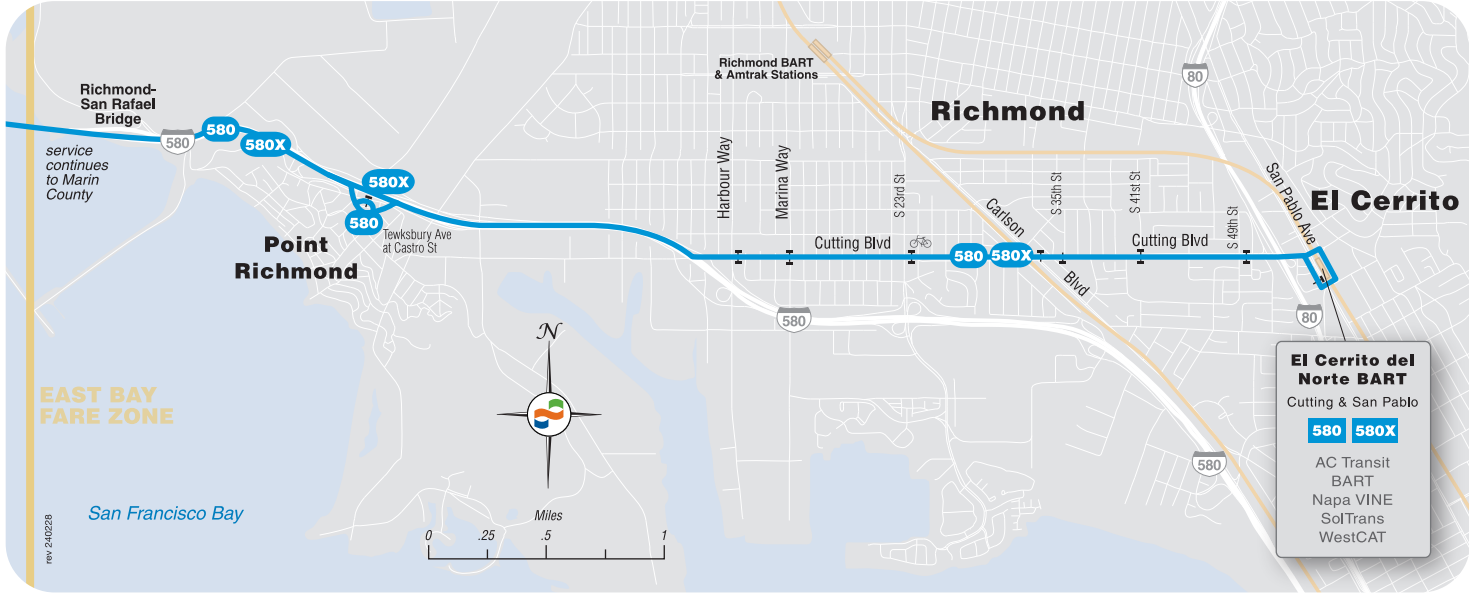 Richmond-
San Rafael
Bridge
580
580
580X
service
continues
to Marin
County
580X
580
Tewksbury Ave
at Castro St
Point
Richmond
Richmond BART
& Amtrak Stations
Richmond
80
El Cerrito
Harbour Way
Marina Way
S 23rd St
Carlson
Blvd
S 35th St
S 41st St
S 49th St
San Pablo Ave
Cutting Blvd
580
580X
Cutting Blvd
580
80
580
N
EAST BAY
FARE ZONE
San Francisco Bay
rev 240228
Miles
0
.25
.5
1
El Cerrito del
Norte BART
Cutting & San Pablo
580 580X
AC Transit
BART
Napa VINE
SolTrans
WestCAT